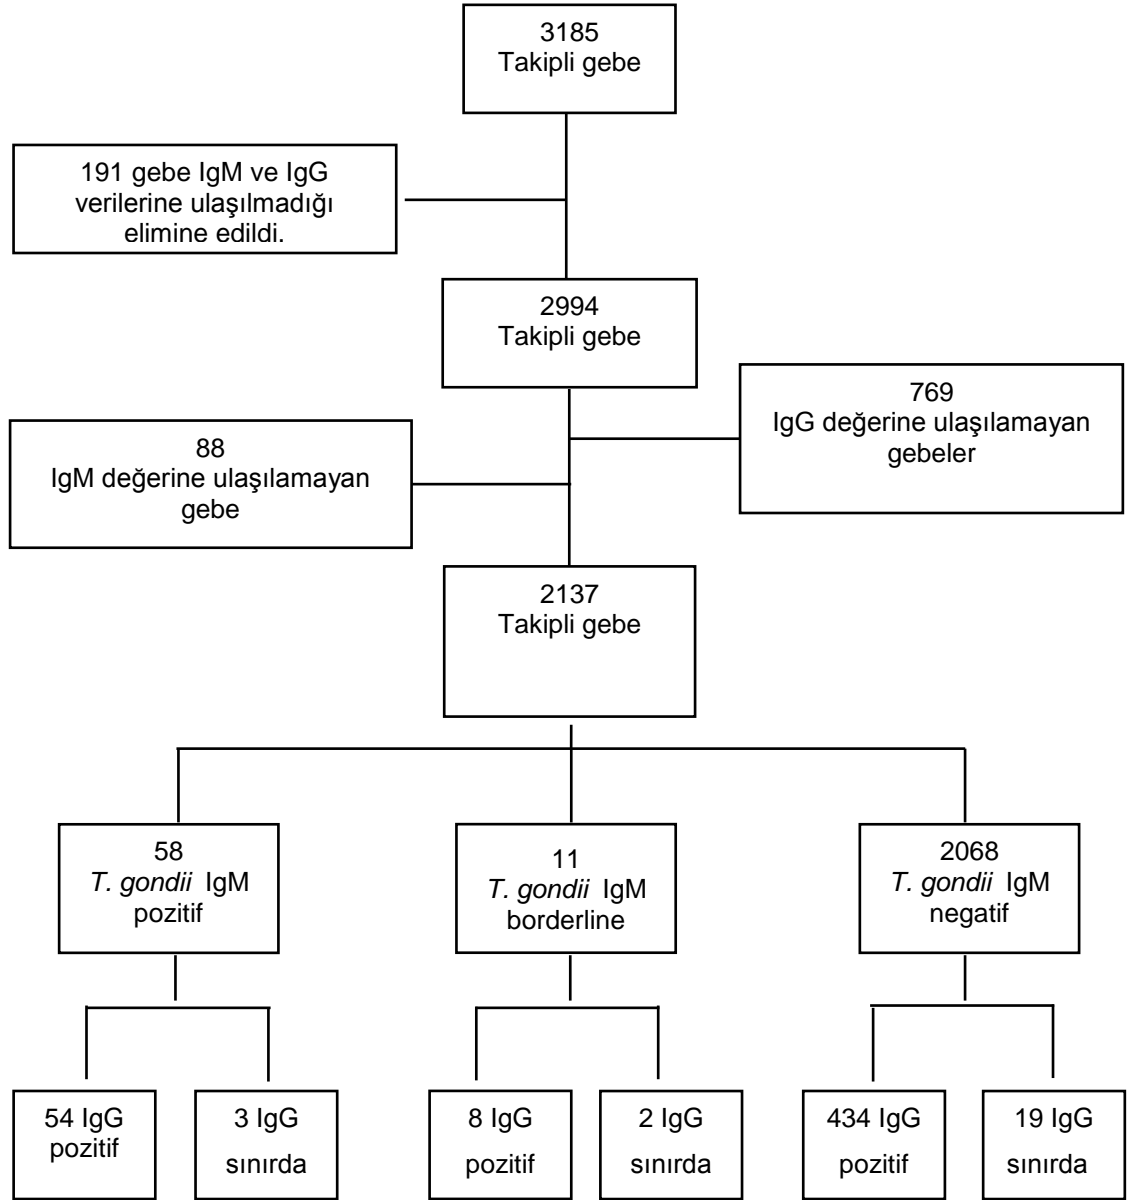 3185
Takipli gebe
191 gebe IgM ve IgG
verilerine ulaşılmadığı
elimine edildi.
2994
Takipli gebe
769
IgG değerine ulaşılamayan
gebeler
88
IgM değerine ulaşılamayan
gebe
2137
Takipli gebe
58
T. gondii IgM
pozitif
11
T. gondii IgM
borderline
2068
T. gondii IgM
negatif
54 IgG
pozitif
3 IgG
sınırda
8 IgG
pozitif
2 IgG
sınırda
434 IgG
pozitif
19 IgG
sınırda